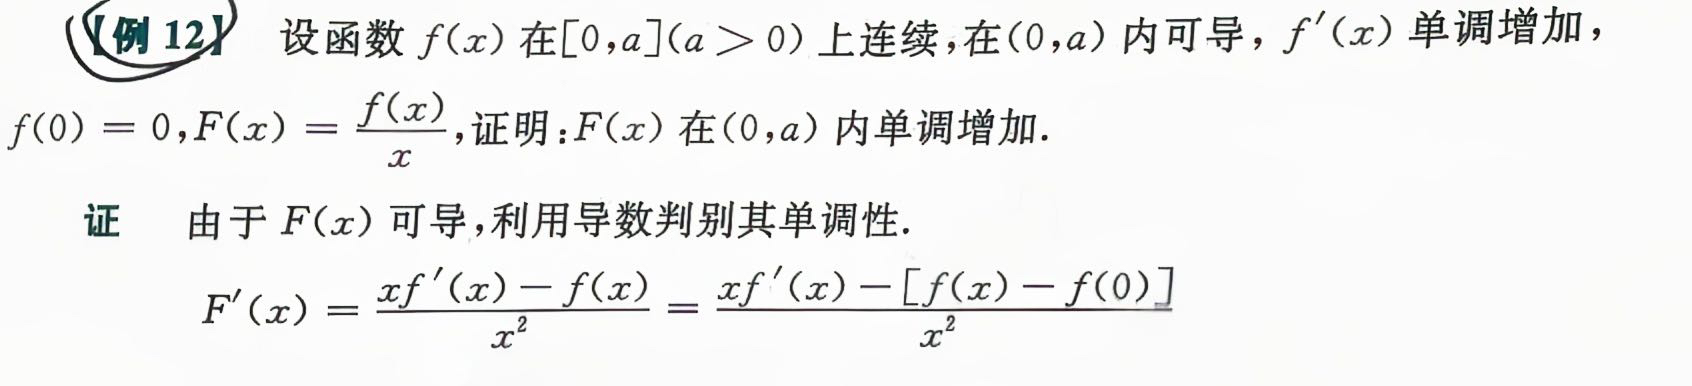 【例 12】 设函数 f(x) 在[0,a](a > 0) 上连续,在(0,a) 内可导, f′(x) 单调增加,
f(0) = 0,F(x) = \frac{f(x)}{x},证明:F(x) 在(0,a) 内单调增加.
证 由于 F(x) 可导,利用导数判别其单调性.
F′(x) = \frac{xf′(x) − f(x)}{x^2} = \frac{xf′(x) − [f(x) − f(0)]}{x^2}